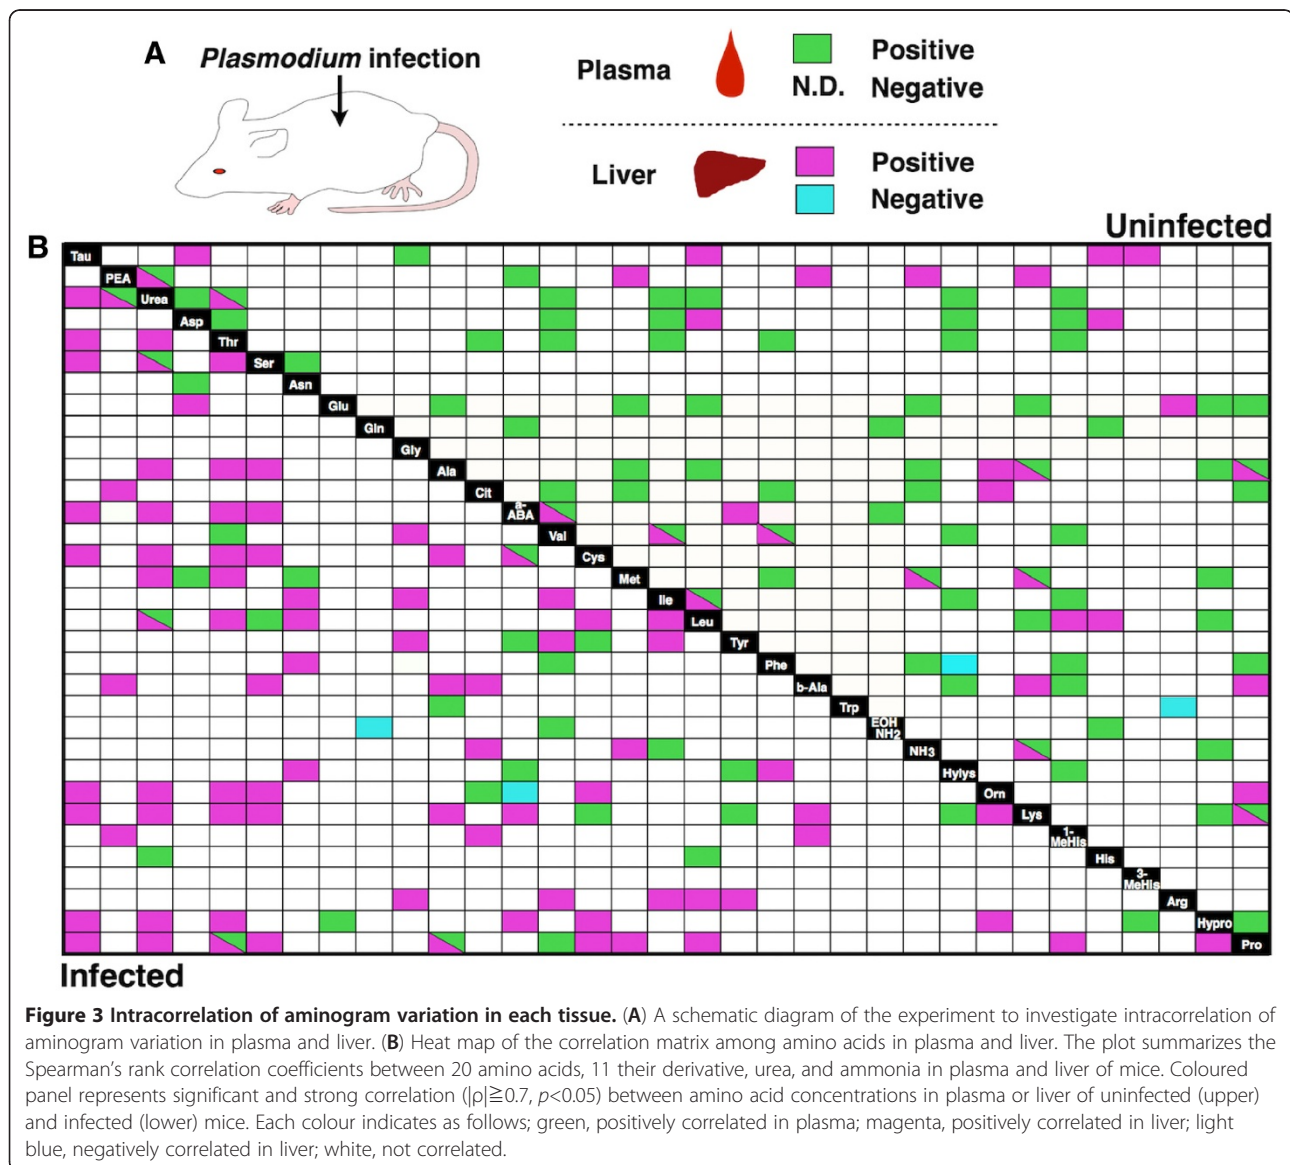 A
Plasmodium infection
Plasma
Positive
N.D. Negative
Liver
Positive
Negative
Uninfected
B
Tau
PEA
Urea
Asp
Thr
Ser
Asn
Glu
Gln
Gly
Ala
Cit
a-
ABA
Val
Cys
Met
Ile
Leu
Tyr
Phe
b-Ala
Trp
EOH
NH2
NH3
Hylys
Orn
Lys
1-
MeHis
His
3-
MeHis
Arg
Hypro
Pro
Infected
Figure 3 Intracorrelation of aminogram variation in each tissue. (A) A schematic diagram of the experiment to investigate intracorrelation of
aminogram variation in plasma and liver. (B) Heat map of the correlation matrix among amino acids in plasma and liver. The plot summarizes the
Spearman's rank correlation coefficients between 20 amino acids, 11 their derivative, urea, and ammonia in plasma and liver of mice. Coloured
panel represents significant and strong correlation (|ρ|≧0.7, p<0.05) between amino acid concentrations in plasma or liver of uninfected (upper)
and infected (lower) mice. Each colour indicates as follows; green, positively correlated in plasma; magenta, positively correlated in liver; light
blue, negatively correlated in liver; white, not correlated.